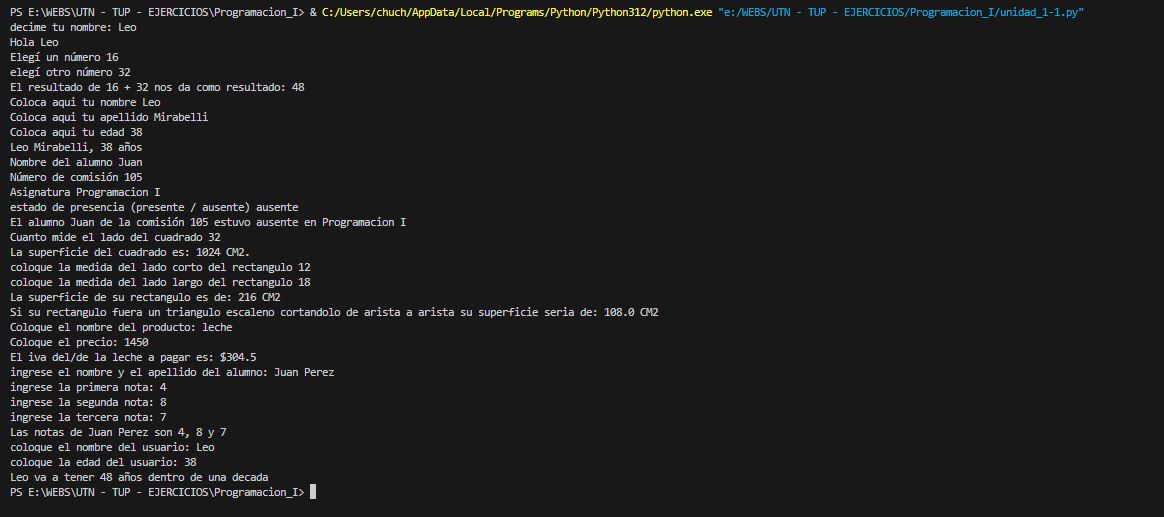 PS E:\WEBS\UTN - TUP - EJERCICIOS\Programacion_I> & C:/Users/chuch/AppData/Local/Programs/Python/Python312/python.exe "e:/WEBS/UTN - TUP - EJERCICIOS/Programacion_I/unidad_1-1.py"
decime tu nombre: Leo
Hola Leo
Elegí un número 16
elegí otro número 32
El resultado de 16 + 32 nos da como resultado: 48
Coloca aqui tu nombre Leo
Coloca aqui tu apellido Mirabelli
Coloca aqui tu edad 38
Leo Mirabelli, 38 años
Nombre del alumno Juan
Número de comisión 105
Asignatura Programacion I
estado de presencia (presente / ausente) ausente
El alumno Juan de la comisión 105 estuvo ausente en Programacion I
Cuanto mide el lado del cuadrado 32
La superficie del cuadrado es: 1024 CM2.
coloque la medida del lado corto del rectangulo 12
coloque la medida del lado largo del rectangulo 18
La superficie de su rectangulo es de: 216 CM2
Si su rectangulo fuera un triangulo escaleno cortandolo de arista a arista su superficie seria de: 108.0 CM2
Coloque el nombre del producto: leche
Coloque el precio: 1450
El iva del/de la leche a pagar es: $304.5
ingrese el nombre y el apellido del alumno: Juan Perez
ingrese la primera nota: 4
ingrese la segunda nota: 8
ingrese la tercera nota: 7
Las notas de Juan Perez son 4, 8 y 7
coloque el nombre del usuario: Leo
coloque la edad del usuario: 38
Leo va a tener 48 años dentro de una decada
PS E:\WEBS\UTN - TUP - EJERCICIOS\Programacion_I>